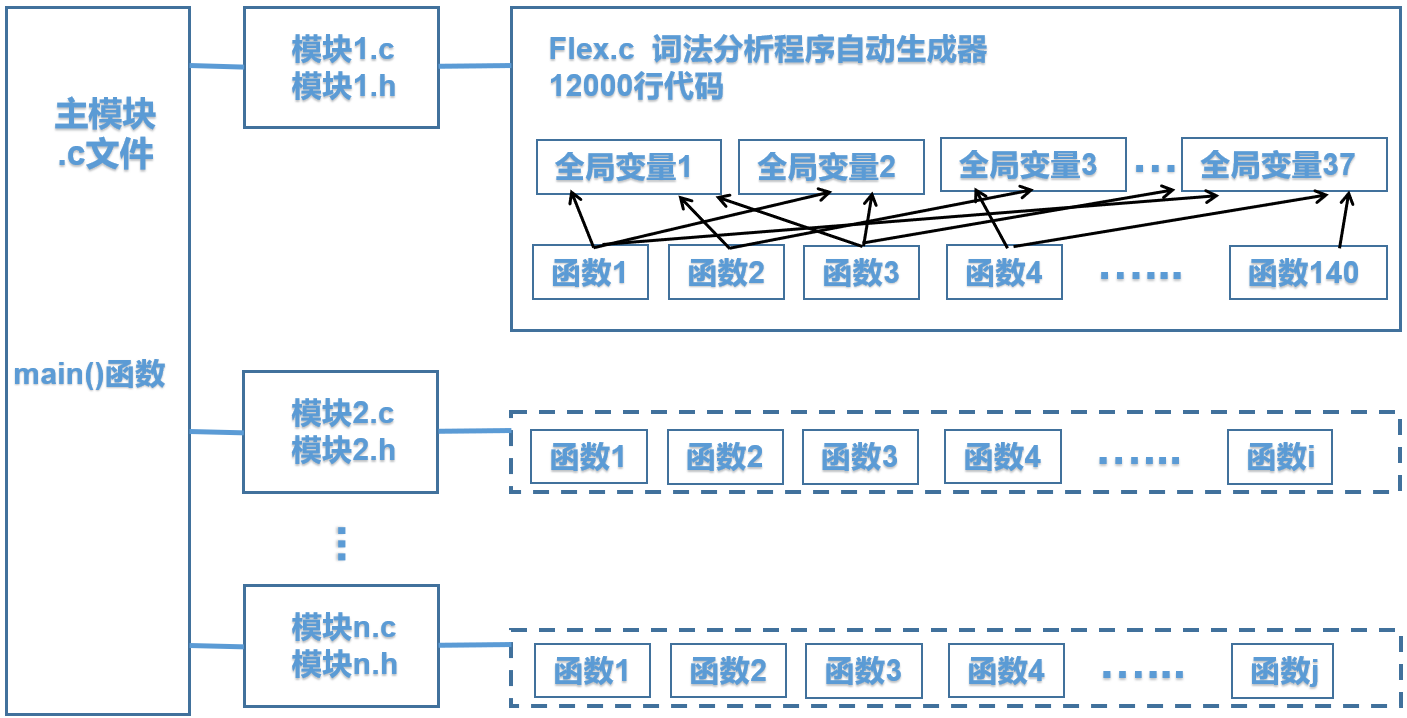 主模块
.c文件
main()函数
模块1.c
模块1.h
Flex.c 词法分析程序自动生成器
12000行代码
全局变量1 全局变量2 全局变量3 ... 全局变量37
函数1 函数2 函数3 函数4 ...... 函数140
模块2.c
模块2.h
函数1 函数2 函数3 函数4 ...... 函数i
⋮
模块n.c
模块n.h
函数1 函数2 函数3 函数4 ...... 函数j